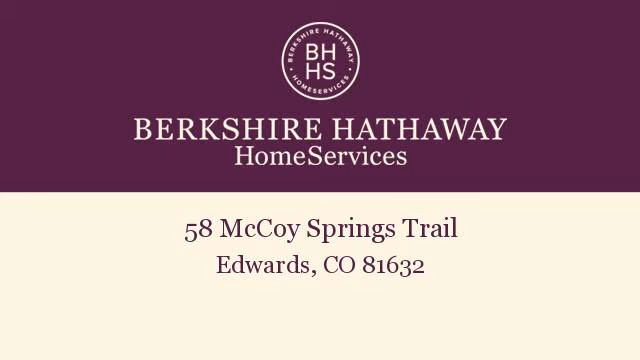 BERKSHIRE HATHAWAY
BH
HS
HOMESERVICES
BERKSHIRE HATHAWAY
HomeServices
58 McCoy Springs Trail
Edwards, CO 81632